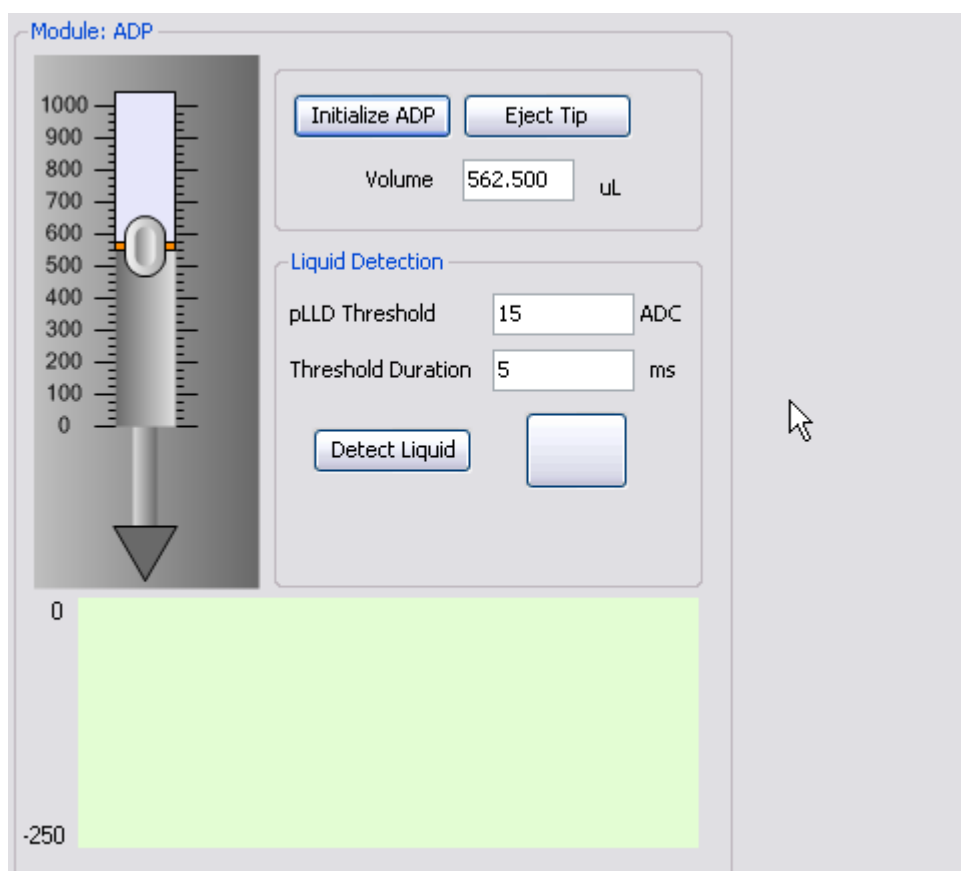 Module: ADP
1000
900
800
700
600
500
400
300
200
100
0
Initialize ADP
Eject Tip
Volume 562.500 uL
Liquid Detection
pLLD Threshold 15 ADC
Threshold Duration 5 ms
Detect Liquid
0
-250